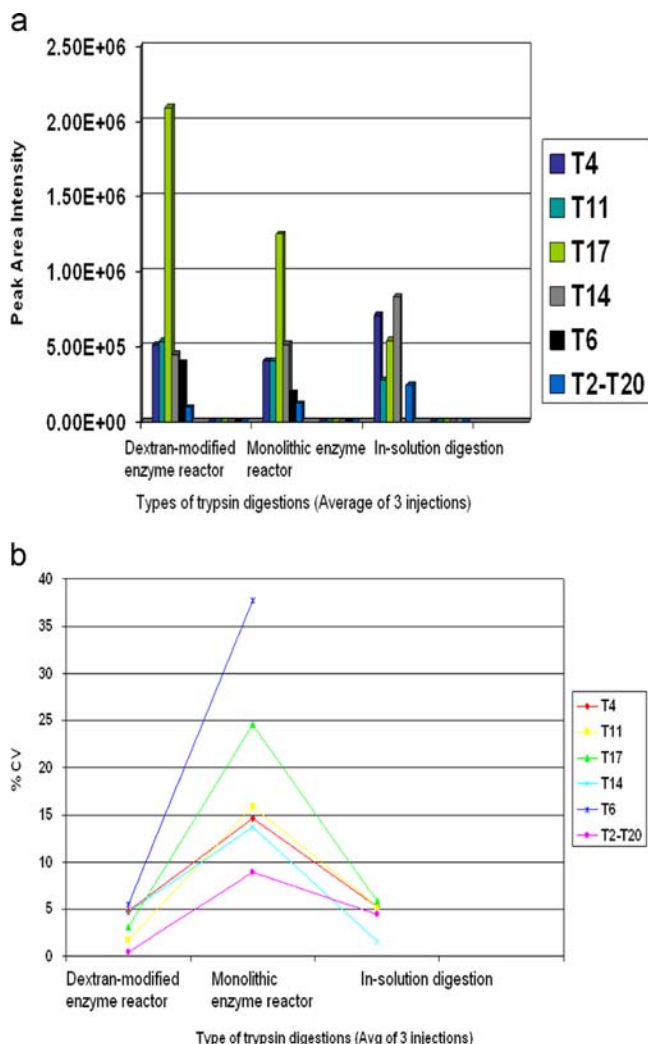 a
2.50E+06
2.00E+06
1.50E+06
1.00E+06
5.00E+05
0.00E+00
Peak Area Intensity
Dextran-modified enzyme reactor
Monolithic enzyme reactor
In-solution digestion
Types of trypsin digestions (Average of 3 injections)
T4
T11
T17
T14
T6
T2-T20
b
40
35
30
25
20
15
10
5
0
% CV
Dextran-modified enzyme reactor
Monolithic enzyme reactor
In-solution digestion
Type of trypsin digestions (Avg of 3 injections)
T4
T11
T17
T14
T6
T2-T20